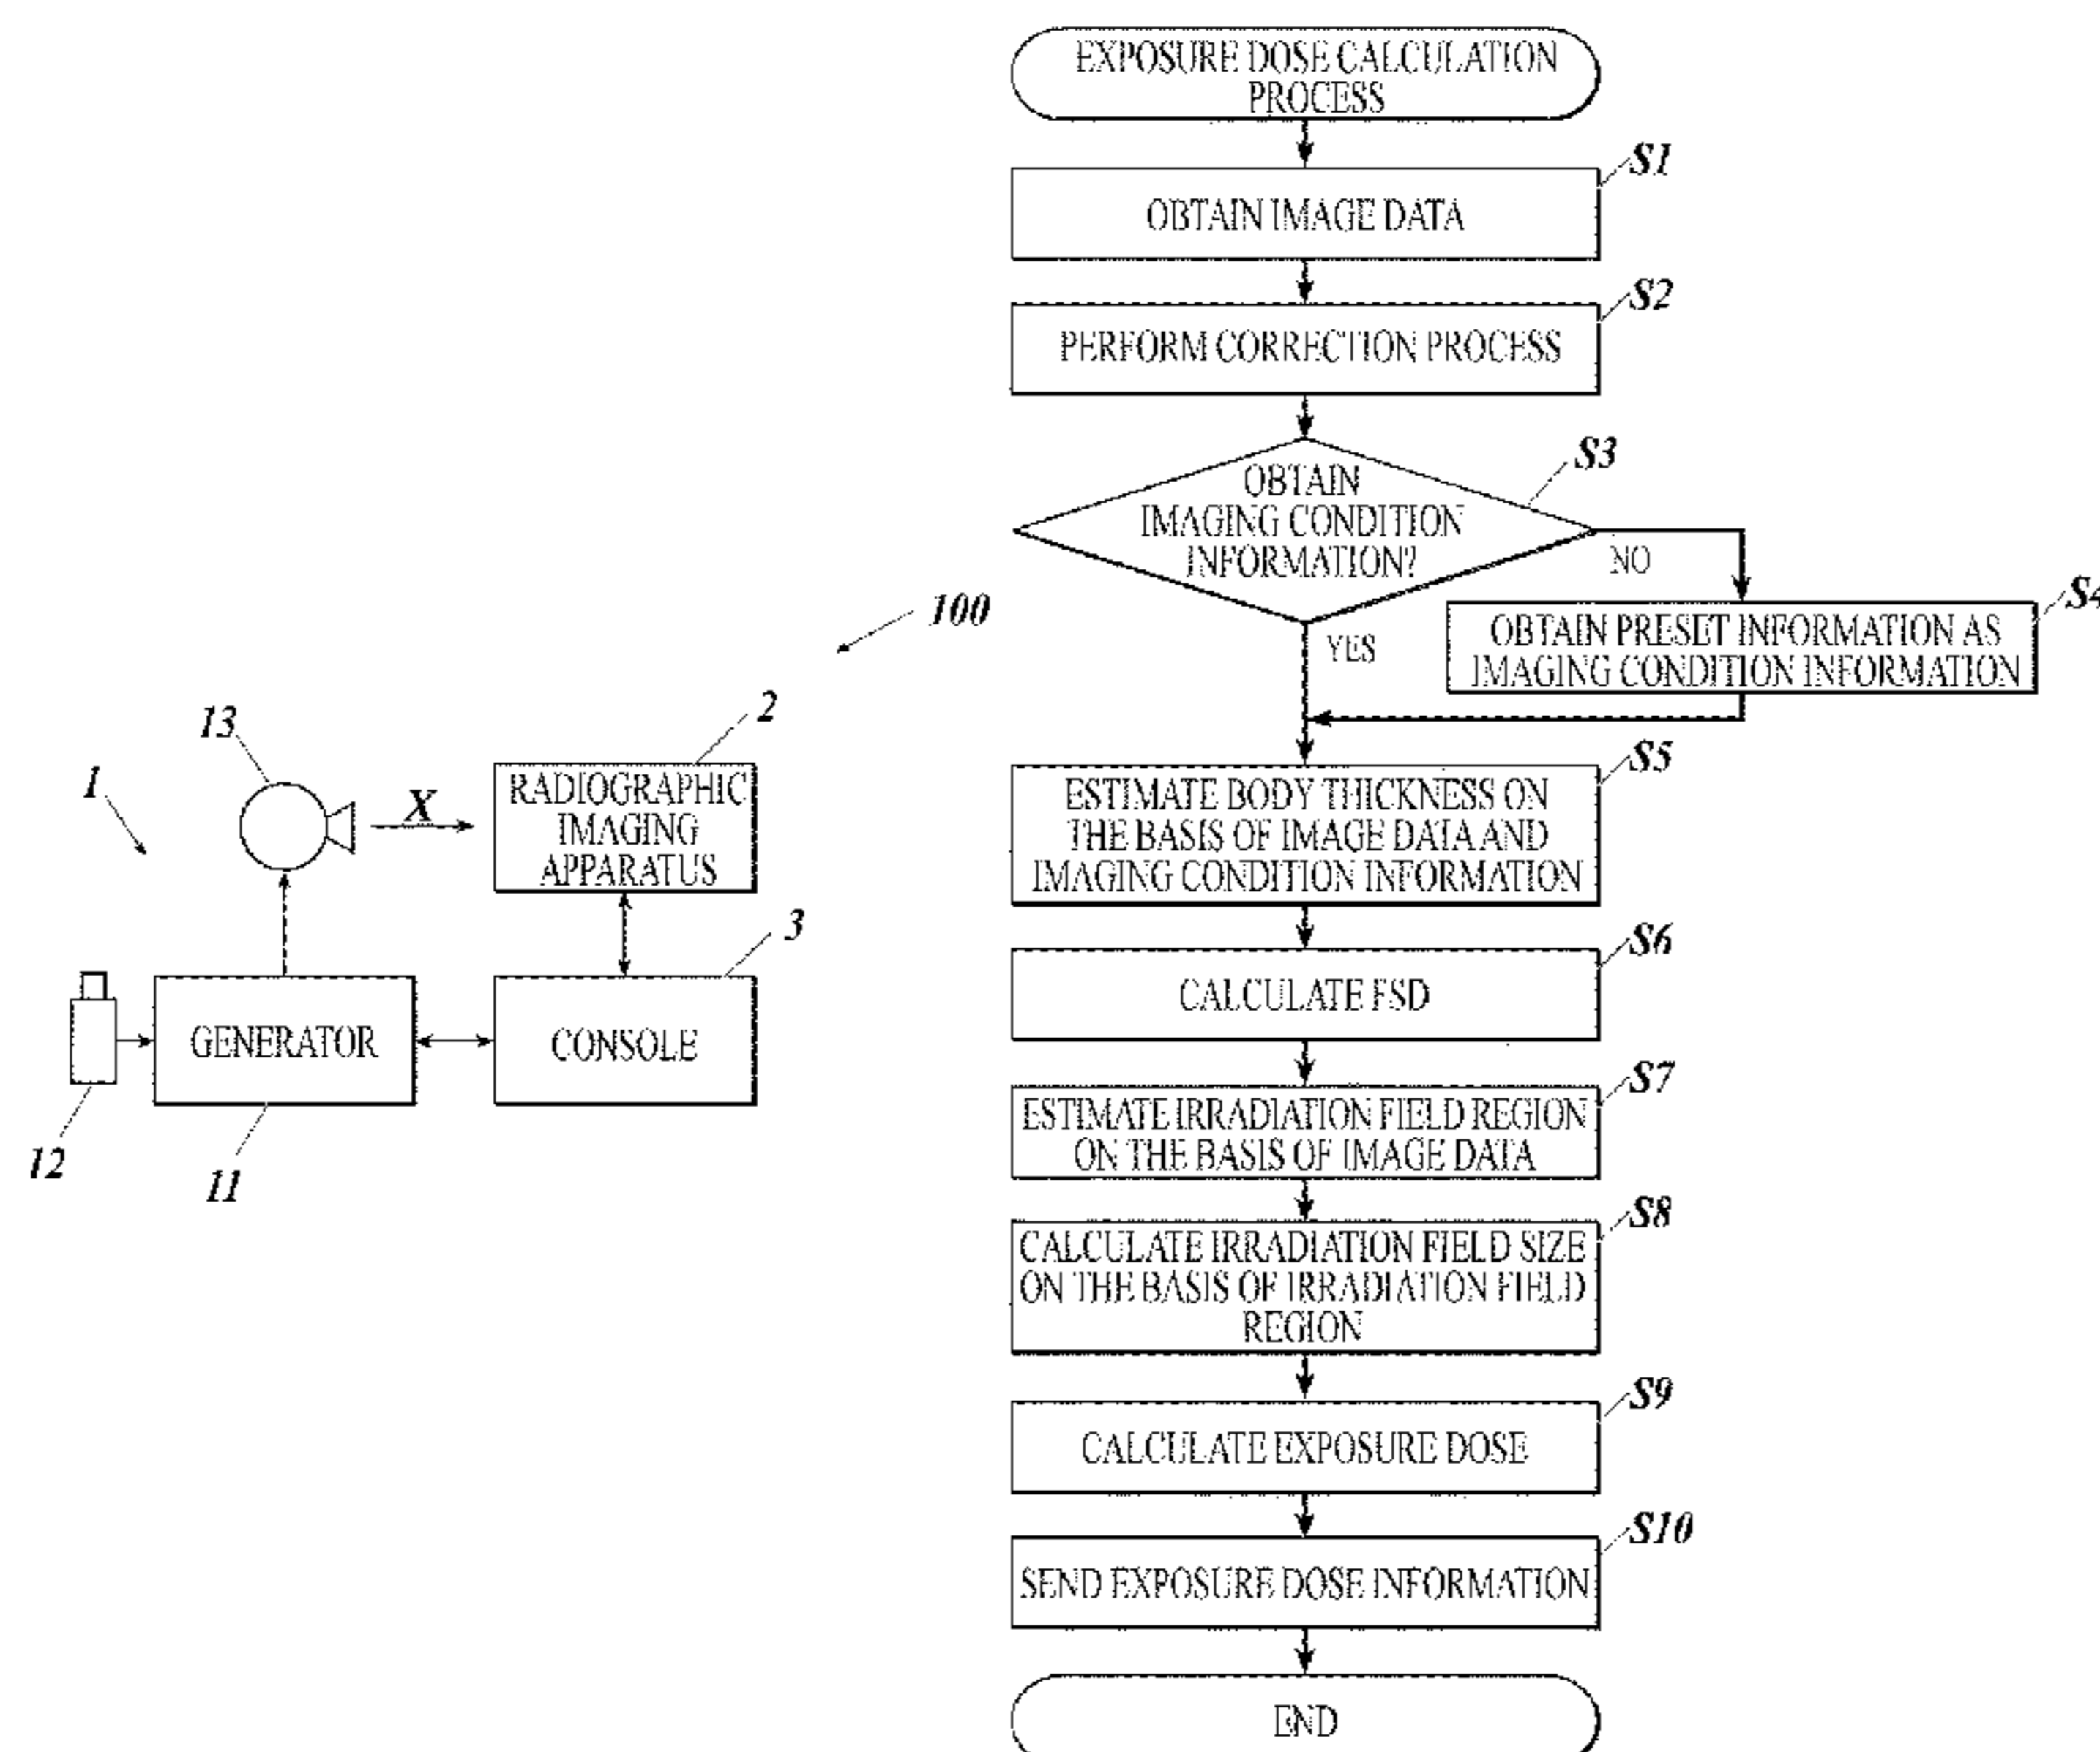 100
13
1
X
2
RADIOGRAPHIC
IMAGING
APPARATUS
3
GENERATOR
CONSOLE
12
11
EXPOSURE DOSE CALCULATION
PROCESS
S1
OBTAIN IMAGE DATA
S2
PERFORM CORRECTION PROCESS
S3
OBTAIN
IMAGING CONDITION
INFORMATION?
NO
YES
S4
OBTAIN PRESET INFORMATION AS
IMAGING CONDITION INFORMATION
S5
ESTIMATE BODY THICKNESS ON
THE BASIS OF IMAGE DATA AND
IMAGING CONDITION INFORMATION
S6
CALCULATE FSD
S7
ESTIMATE IRRADIATION FIELD REGION
ON THE BASIS OF IMAGE DATA
S8
CALCULATE IRRADIATION FIELD SIZE
ON THE BASIS OF IRRADIATION FIELD
REGION
S9
CALCULATE EXPOSURE DOSE
S10
SEND EXPOSURE DOSE INFORMATION
END